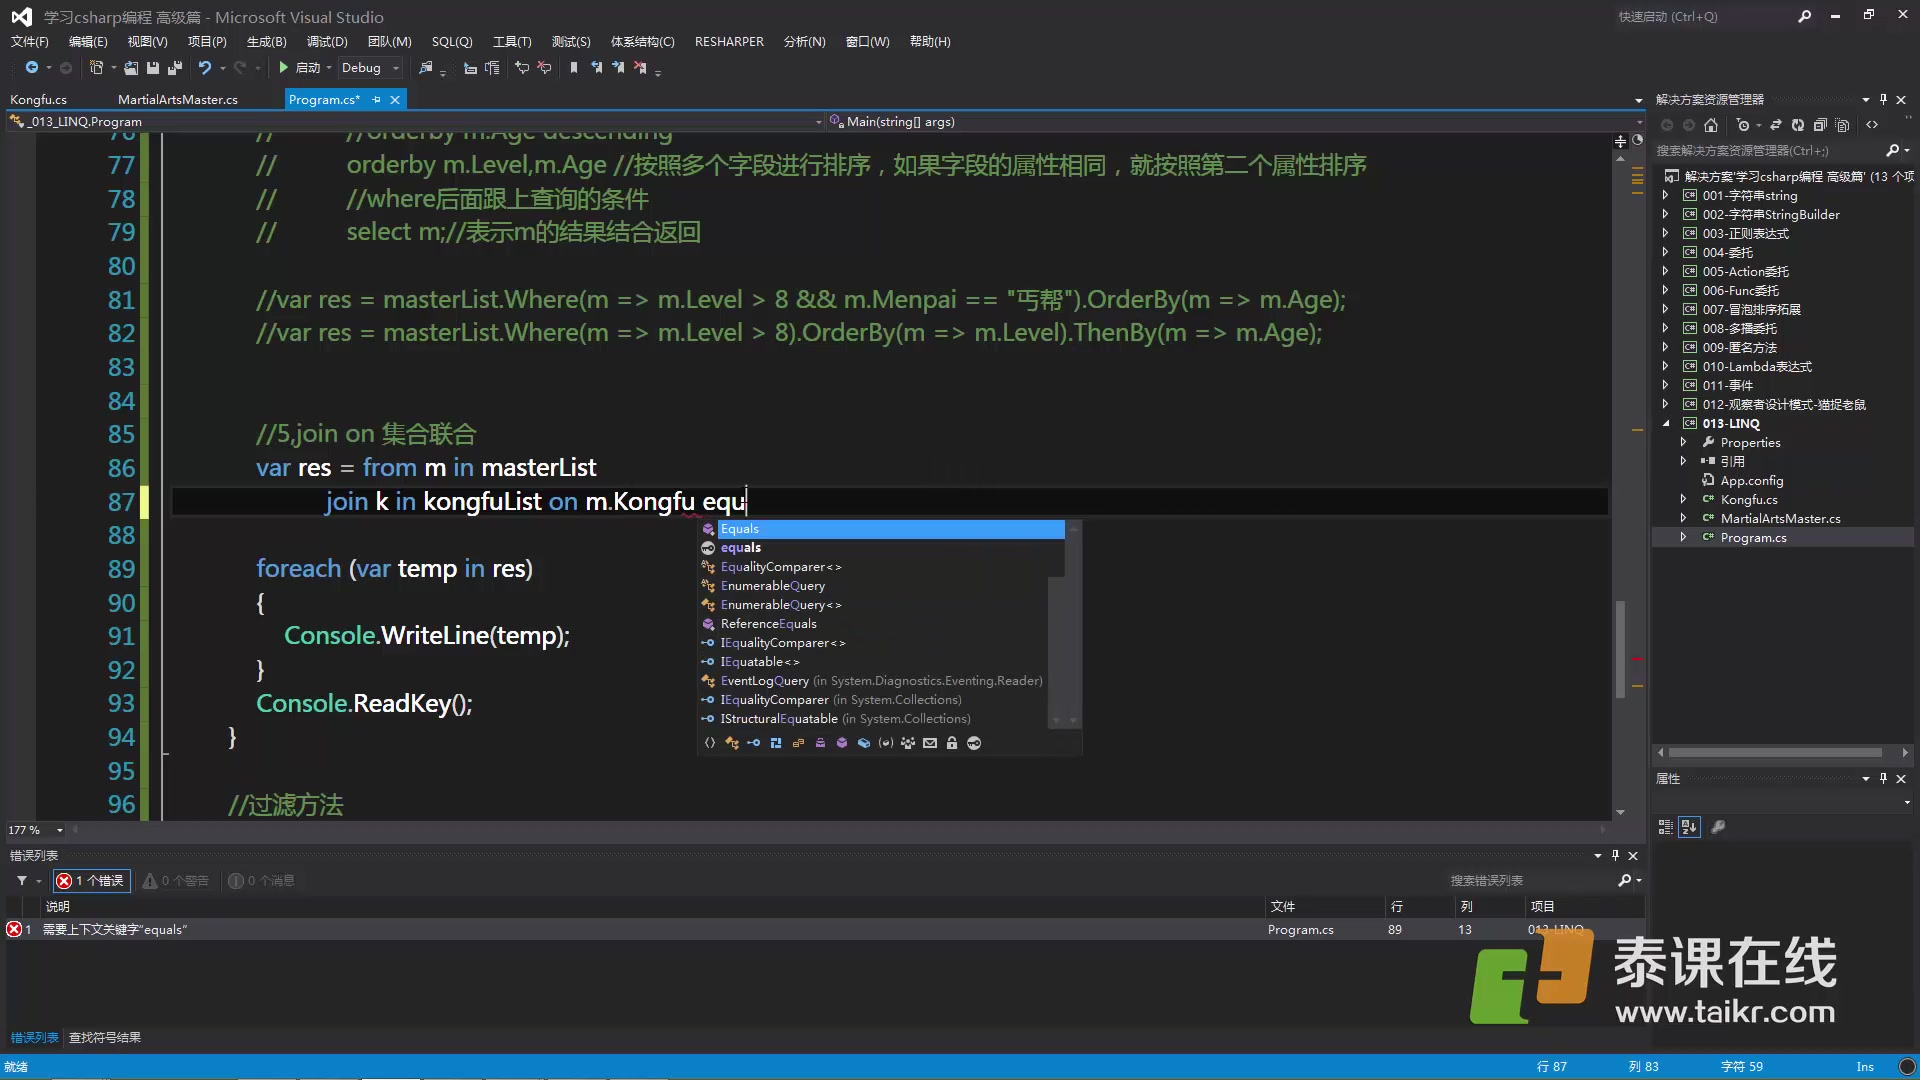 学习csharp编程 高级篇 - Microsoft Visual Studio
快速启动 (Ctrl+Q)
文件(F) 编辑(E) 视图(V) 项目(P) 生成(B) 调试(D) 团队(M) SQL(Q) 工具(T) 测试(S) 体系结构(C) RESHARPER 分析(N) 窗口(W) 帮助(H)
启动 Debug
Kongfu.cs MartialArtsMaster.cs Program.cs*
_013_LINQ.Program Main(string[] args)
76 // //orderby m.Age descending
77 // orderby m.Level,m.Age //按照多个字段进行排序，如果字段的属性相同，就按照第二个属性排序
78 // //where后面跟上查询的条件
79 // select m;//表示m的结果结合返回
80
81 //var res = masterList.Where(m => m.Level > 8 && m.Menpai == "丐帮").OrderBy(m => m.Age);
82 //var res = masterList.Where(m => m.Level > 8).OrderBy(m => m.Level).ThenBy(m => m.Age);
83
84
85 //5,join on 集合联合
86 var res = from m in masterList
87 join k in kongfuList on m.Kongfu equ
88
89 foreach (var temp in res)
90 {
91 Console.WriteLine(temp);
92 }
93 Console.ReadKey();
94 }
95
96 //过滤方法
Equals
equals
EqualityComparer<>
EnumerableQuery
EnumerableQuery<>
ReferenceEquals
IEqualityComparer<>
IEquatable<>
EventLogQuery (in System.Diagnostics.Eventing.Reader)
IEqualityComparer (in System.Collections)
IStructuralEquatable (in System.Collections)
177 %
解决方案资源管理器
搜索解决方案资源管理器(Ctrl+;)
解决方案'学习csharp编程 高级篇' (13 个项
001-字符串string
002-字符串StringBuilder
003-正则表达式
004-委托
005-Action委托
006-Func委托
007-冒泡排序拓展
008-多播委托
009-匿名方法
010-Lambda表达式
011-事件
012-观察者设计模式-猫捉老鼠
013-LINQ
Properties
引用
App.config
Kongfu.cs
MartialArtsMaster.cs
Program.cs
属性
错误列表
1 个错误 0 个警告 0 个消息
搜索错误列表
说明 文件 行 列 项目
1 需要上下文关键字"equals" Program.cs 89 13 013-LINQ
错误列表 查找符号结果
泰课在线
www.taikr.com
就绪 行 87 列 83 字符 59 Ins